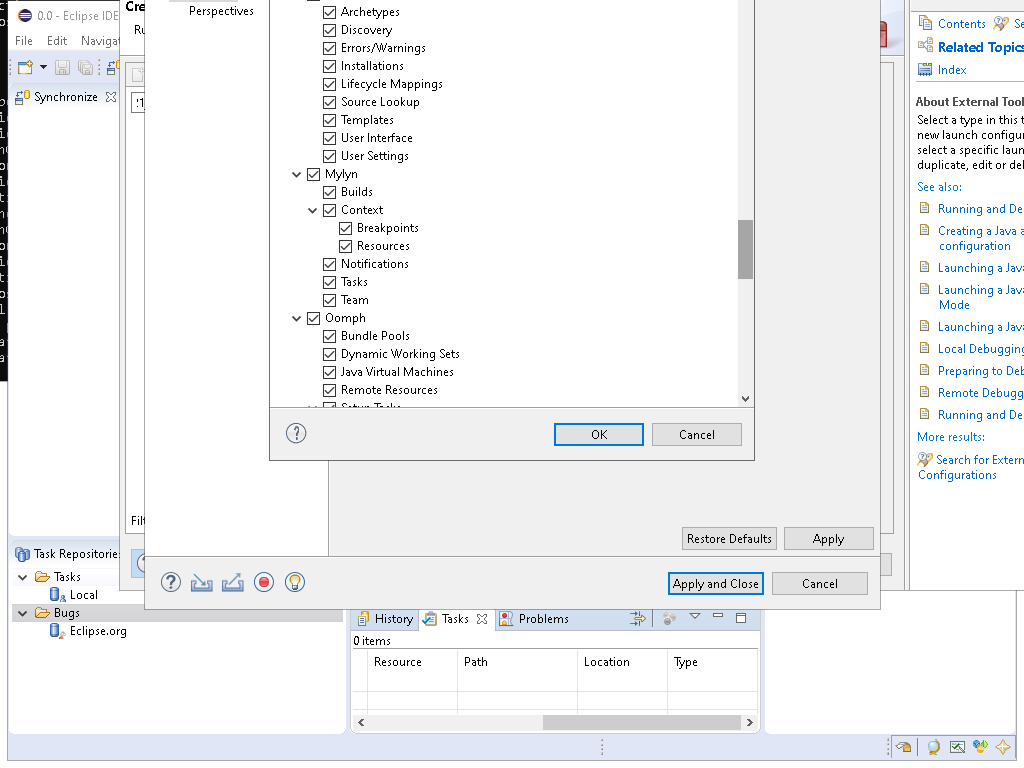 0.0 - Eclipse IDE
File Edit Navigat
Synchronize
Cre
Perspectives
Archetypes
Discovery
Errors/Warnings
Installations
Lifecycle Mappings
Source Lookup
Templates
User Interface
User Settings
Mylyn
Builds
Context
Breakpoints
Resources
Notifications
Tasks
Team
Oomph
Bundle Pools
Dynamic Working Sets
Java Virtual Machines
Remote Resources
Setup Tasks
OK Cancel
Filt
Restore Defaults Apply
Apply and Close Cancel
Contents Se
Related Topics
Index
About External Tool
Select a type in this t
new launch configur
select a specific laun
duplicate, edit or del
See also:
Running and De
Creating a Java a
configuration
Launching a Java
Launching a Java
Mode
Launching a Java
Local Debugging
Preparing to Deb
Remote Debugg
Running and De
More results:
Search for Extern
Configurations
Task Repositorie
Tasks
Local
Bugs
Eclipse.org
History Tasks Problems
0 items
Resource Path Location Type